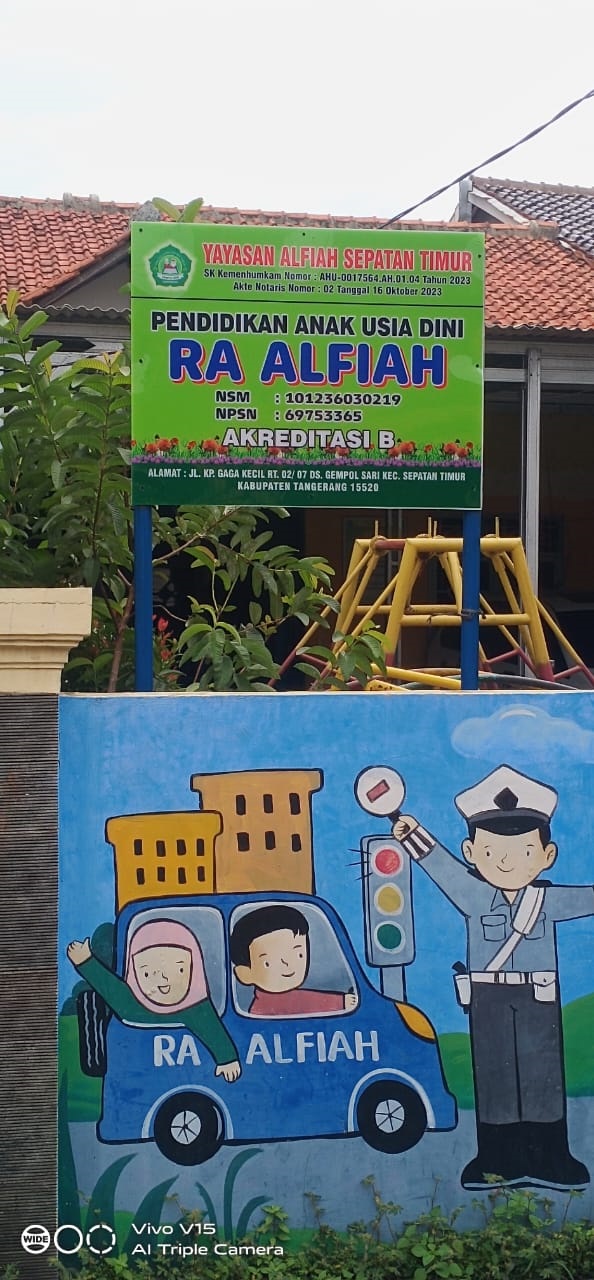 YAYASAN ALFIAH SEPATAN TIMUR
SK Kemenhumkam Nomor : AHU-0017564.AH.01.04 Tahun 2023
Akte Notaris Nomor : 02 Tanggal 16 Oktober 2023
PENDIDIKAN ANAK USIA DINI
RA ALFIAH
NSM : 101236030219
NPSN : 69753365
AKREDITASI B
ALAMAT : JL. KP. GAGA KECIL RT. 02/ 07 DS. GEMPOL SARI KEC. SEPATAN TIMUR
KABUPATEN TANGERANG 15520
RA ALFIAH
WIDE
Vivo V15
AI Triple Camera